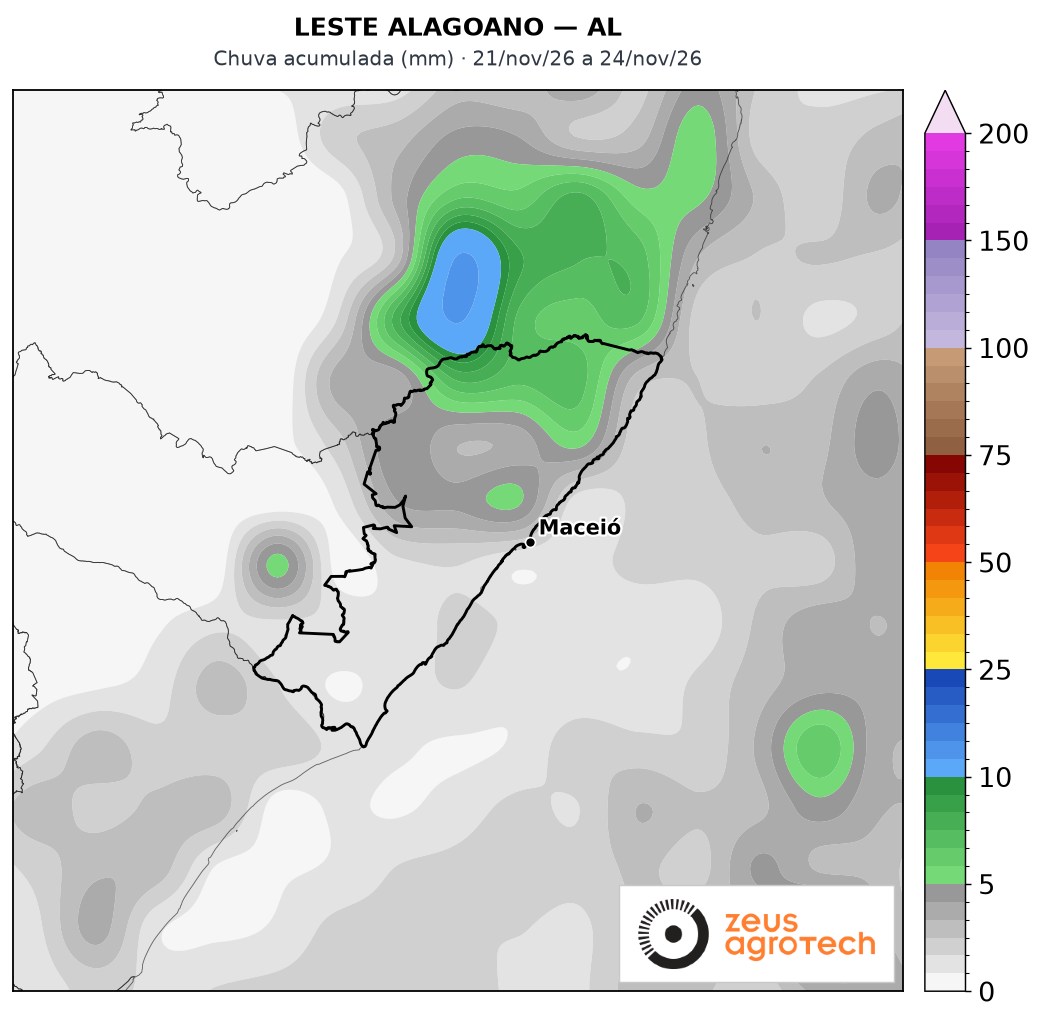 LESTE ALAGOANO — AL
Chuva acumulada (mm) · 21/nov/26 a 24/nov/26
200
150
100
75
50
25
10
5
0
Maceió
zeus
agrotech